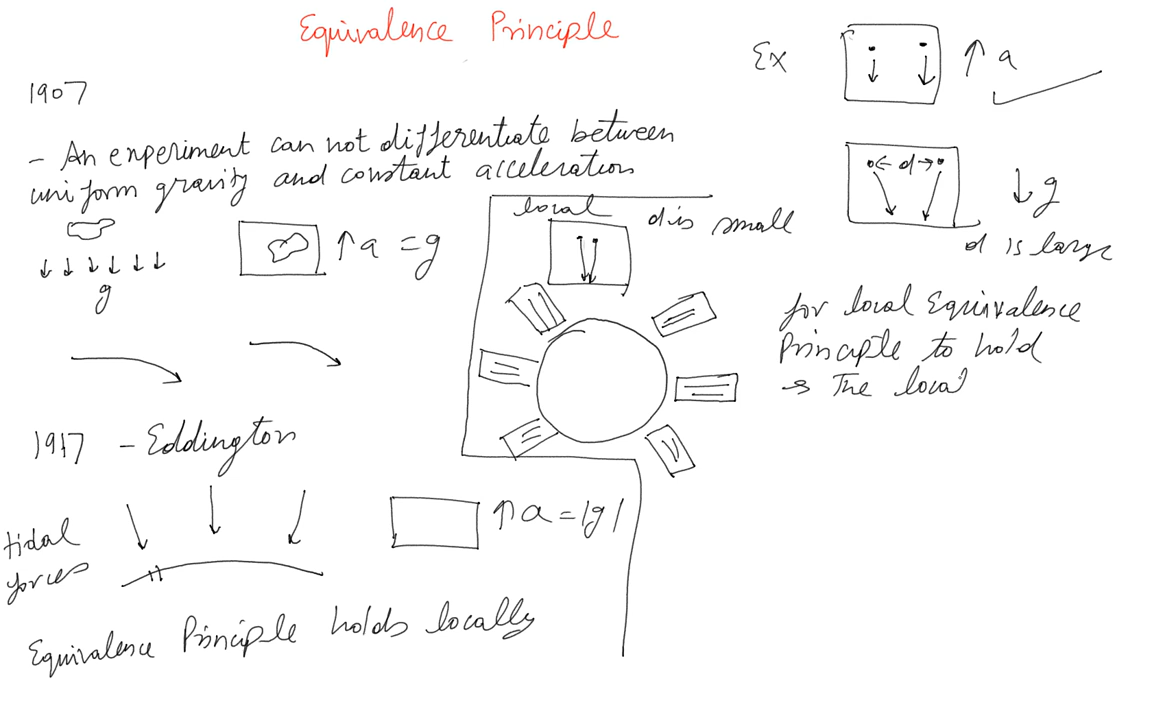 Equivalence Principle
1907
- An experiment can not differentiate between
uniform gravity and constant acceleration
g
a = g
1917 - Eddington
tidal
forces
a = |g|
Equivalence Principle holds locally
local d is small
Ex
a
d
g
d is large
for local Equivalence
Principle to hold
→ The local